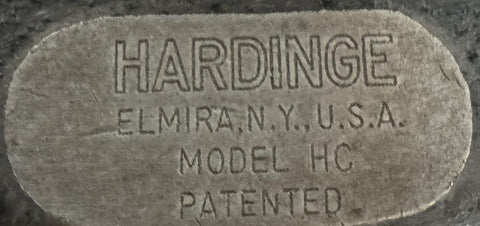 HARDINGE
ELMIRA, N.Y., U.S.A.
MODEL HC
PATENTED